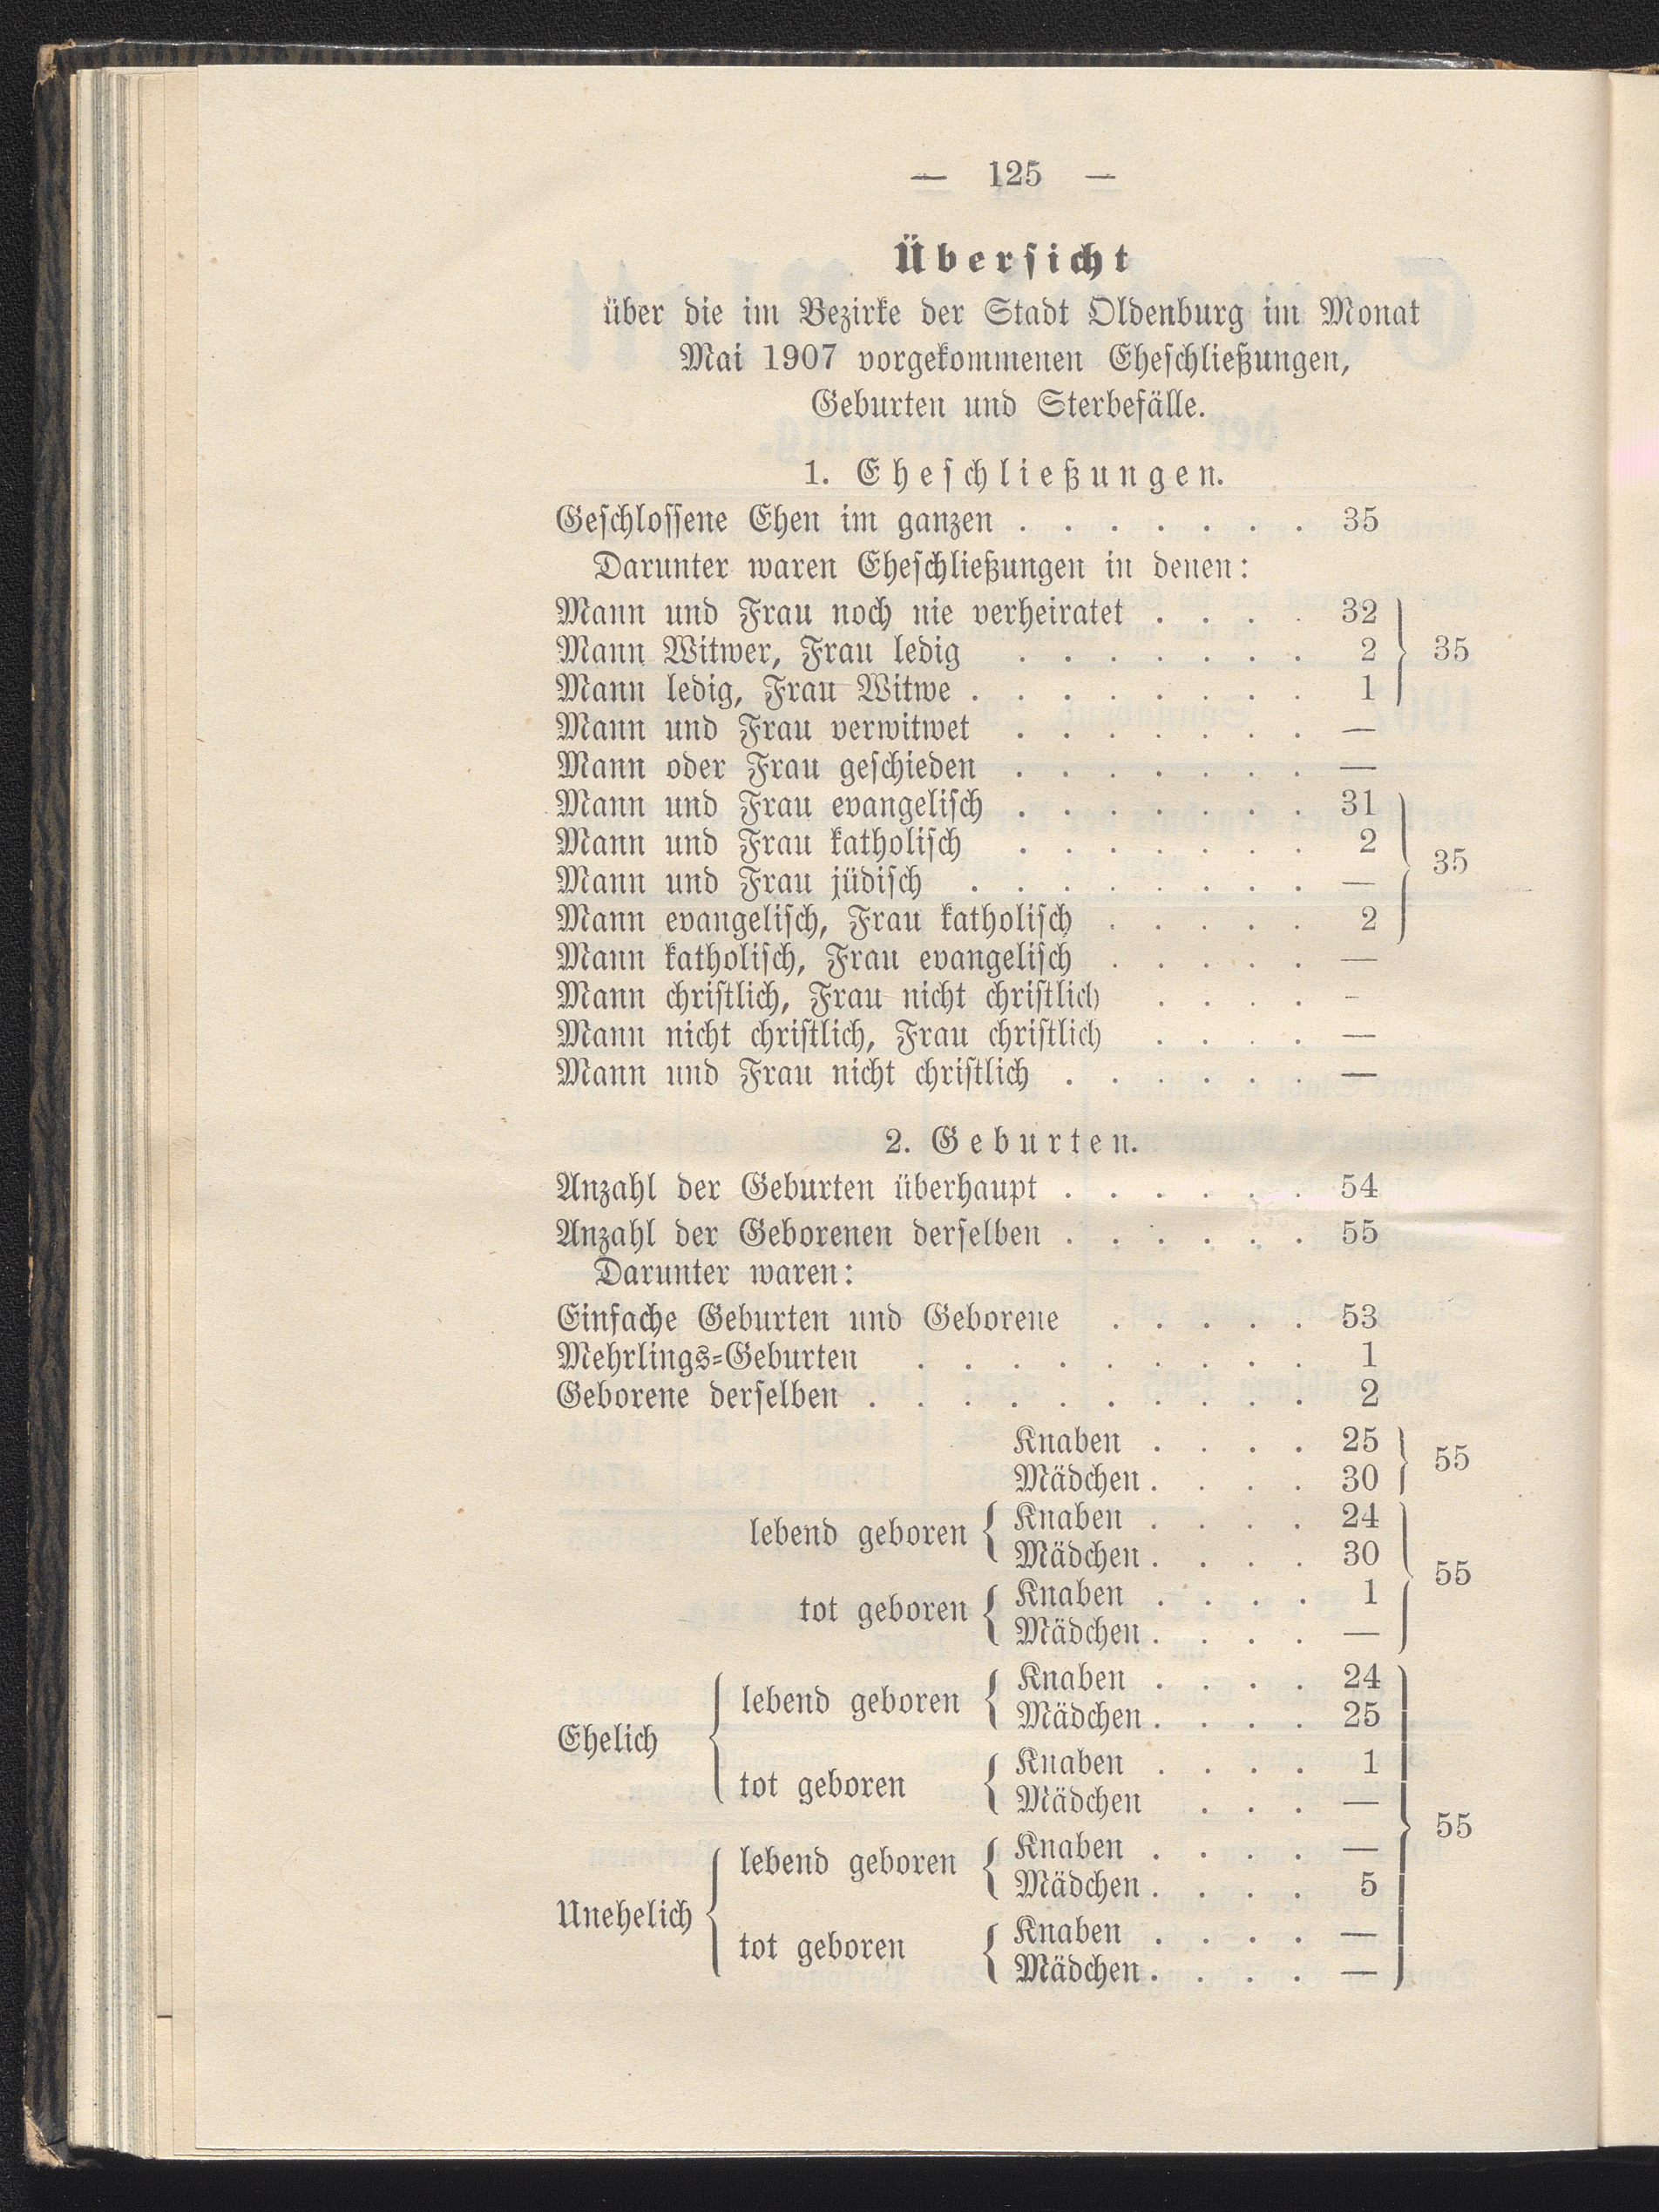 — 125 —
Übersicht
über die im Bezirke der Stadt Oldenburg im Monat
Mai 1907 vorgekommenen Eheschließungen,
Geburten und Sterbefälle.
1. Eheschließungen.
Geschlossene Ehen im ganzen . . . . . . . 35
Darunter waren Eheschließungen in denen:
Mann und Frau noch nie verheiratet . . . . 32
Mann Witwer, Frau ledig . . . . . . . 2 } 35
Mann ledig, Frau Witwe . . . . . . . . 1
Mann und Frau verwitwet . . . . . . . —
Mann oder Frau geschieden . . . . . . . —
Mann und Frau evangelisch . . . . . . . 31
Mann und Frau katholisch . . . . . . . 2
Mann und Frau jüdisch . . . . . . . . — } 35
Mann evangelisch, Frau katholisch . . . . . 2
Mann katholisch, Frau evangelisch . . . . . —
Mann christlich, Frau nicht christlich . . . . -
Mann nicht christlich, Frau christlich . . . . —
Mann und Frau nicht christlich . . . . . . —
2. Geburten.
Anzahl der Geburten überhaupt . . . . . . 54
Anzahl der Geborenen derselben . . . . . . 55
Darunter waren:
Einfache Geburten und Geborene . . . . . 53
Mehrlings-Geburten . . . . . . . . . 1
Geborene derselben . . . . . . . . . . 2
Knaben . . . . 25 } 55
Mädchen . . . . 30
lebend geboren { Knaben . . . . 24
Mädchen . . . . 30 } 55
tot geboren { Knaben . . . . 1
Mädchen . . . . —
Ehelich { lebend geboren { Knaben . . . . 24
Mädchen . . . . 25
tot geboren { Knaben . . . . 1
Mädchen . . . —
} 55
Unehelich { lebend geboren { Knaben . . . . —
Mädchen . . . . 5
tot geboren { Knaben . . . . —
Mädchen . . . . —